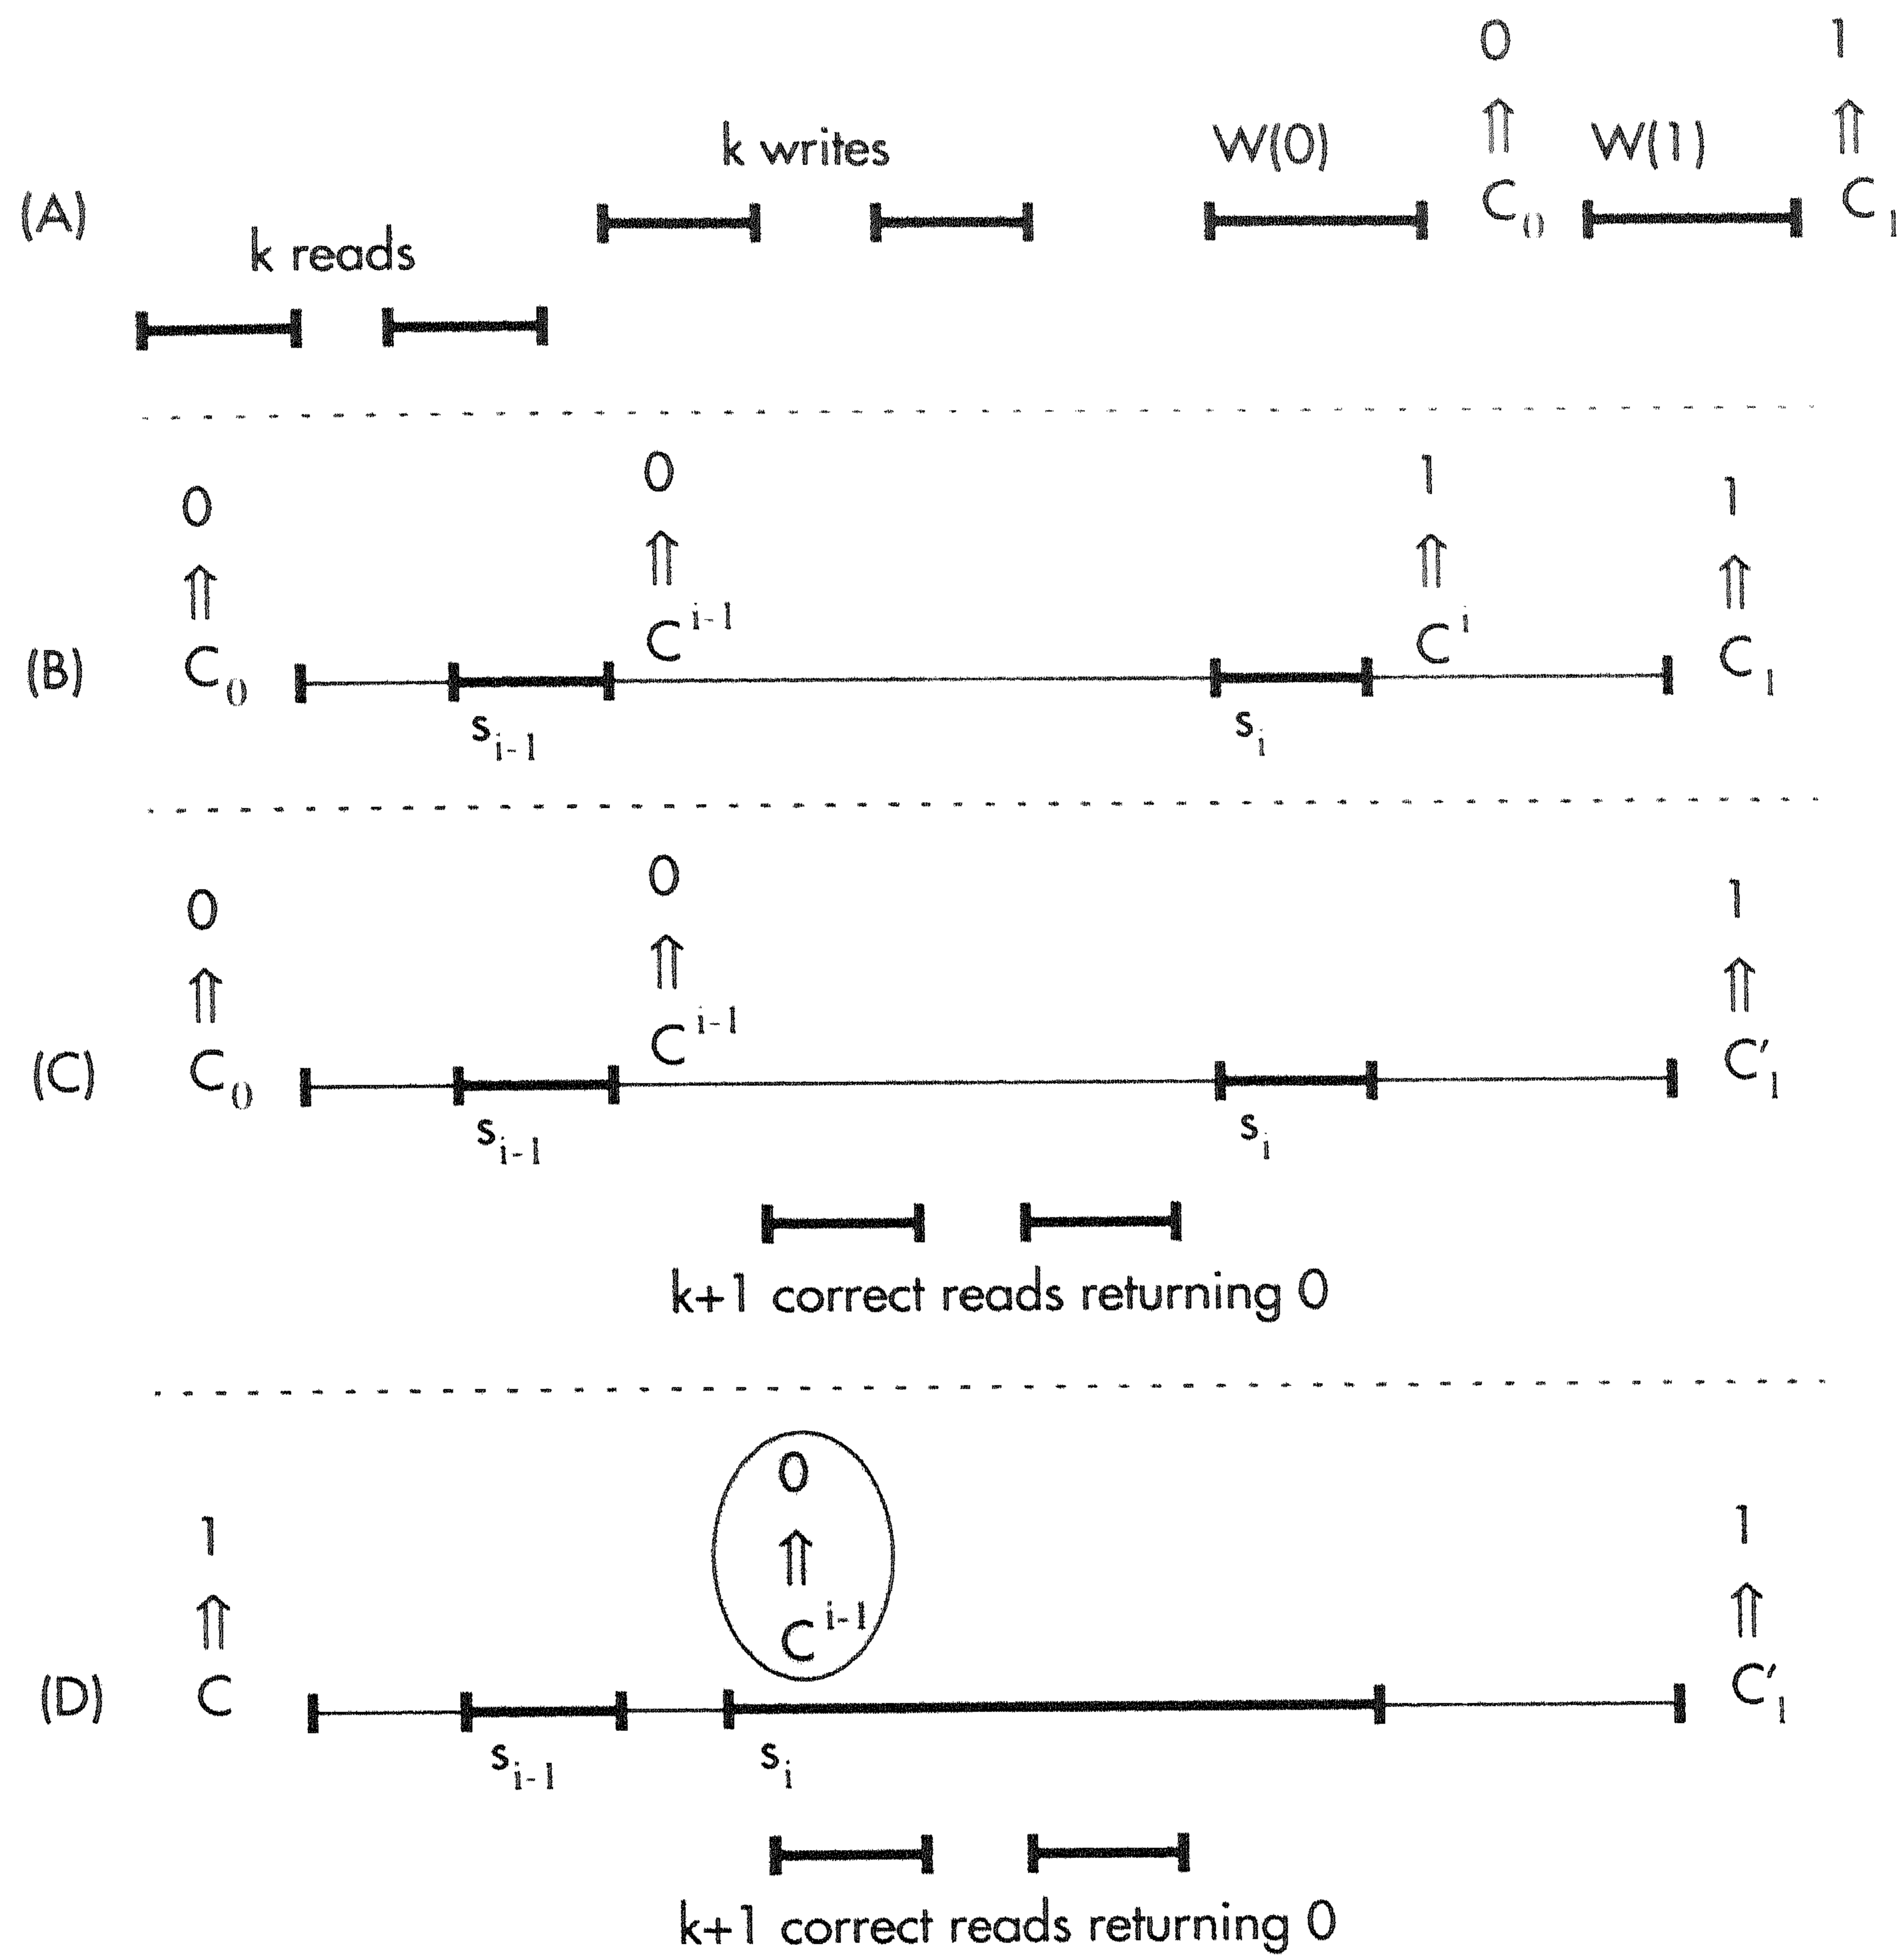 0 1
⇑ ⇑
k writes W(0) W(1)
(A) C₀ C₁
k reads
0 1
0 1
⇑ ⇑
⇑ ⇑
Cⁱ⁻¹ Cⁱ
(B) C₀ C₁
sᵢ₋₁ sᵢ
0
0 1
⇑
⇑ ⇑
Cⁱ⁻¹
(C) C₀ C′₁
sᵢ₋₁ sᵢ
k+1 correct reads returning 0
0
1 1
⇑
⇑ ⇑
Cⁱ⁻¹
(D) C C′₁
sᵢ₋₁ sᵢ
k+1 correct reads returning 0